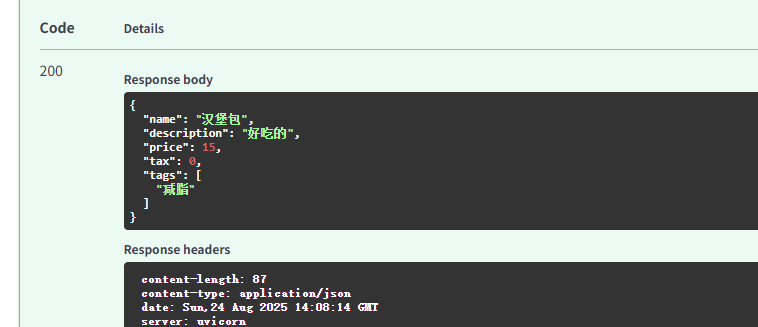 Code Details
200
Response body
{
"name": "汉堡包",
"description": "好吃的",
"price": 15,
"tax": 0,
"tags": [
"减脂"
]
}
Response headers
content-length: 87
content-type: application/json
date: Sun,24 Aug 2025 14:08:14 GMT
server: uvicorn